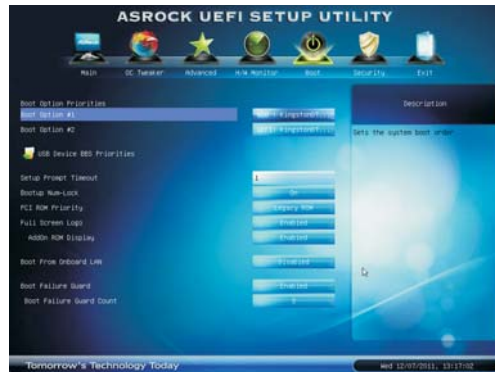 ASROCK UEFI SETUP UTILITY
Main OC Tweaker Advanced H/W Monitor Boot Security Exit
Description
Boot Option Priorities
Boot Option #1
Sets the system boot order
Boot Option #2
USB Device BBS Priorities
Setup Prompt Timeout 1
Bootup Num-Lock On
PCI ROM Priority Legacy ROM
Full Screen Logo Enabled
AddOn ROM Display Enabled
Boot From Onboard LAN Disabled
Boot Failure Guard Enabled
Boot Failure Guard Count
Tomorrow's Technology Today
Wed 12/07/2011, 13:17:02